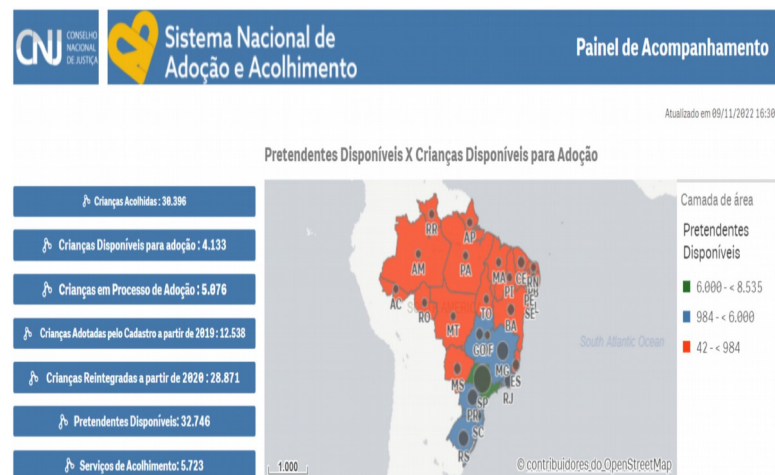 CNJ CONSELHO
NACIONAL
DE JUSTIÇA
Sistema Nacional de
Adoção e Acolhimento
Painel de Acompanhamento
Atualizado em 09/11/2022 16:30
Pretendentes Disponíveis X Crianças Disponíveis para Adoção
Crianças Acolhidas: 30.396
Crianças Disponíveis para adoção: 4.133
Crianças em Processo de Adoção: 5.076
Crianças Adotadas pelo Cadastro a partir de 2019: 12.538
Crianças Reintegradas a partir de 2020: 28.871
Pretendentes Disponíveis: 32.746
Serviços de Acolhimento: 5.723
RR
AP
AM
PA
MA
CE
RN
PB
PI
PE
AC
RO
TO
SE
BA
MT
GO
DF
MG
MS
ES
SP
RJ
PR
SC
RS
South Atlantic Ocean
1.000
© contribuidores do OpenStreetMap
Camada de área
Pretendentes
Disponíveis
6.000 - < 8.535
984 - < 6.000
42 - < 984